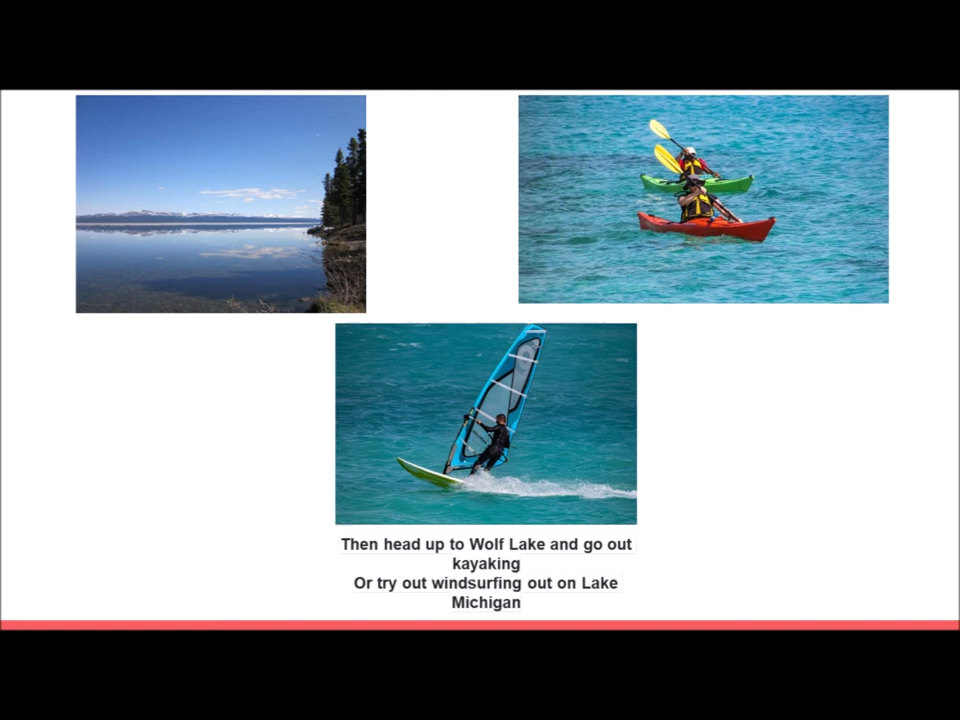 Then head up to Wolf Lake and go out
kayaking
Or try out windsurfing out on Lake
Michigan